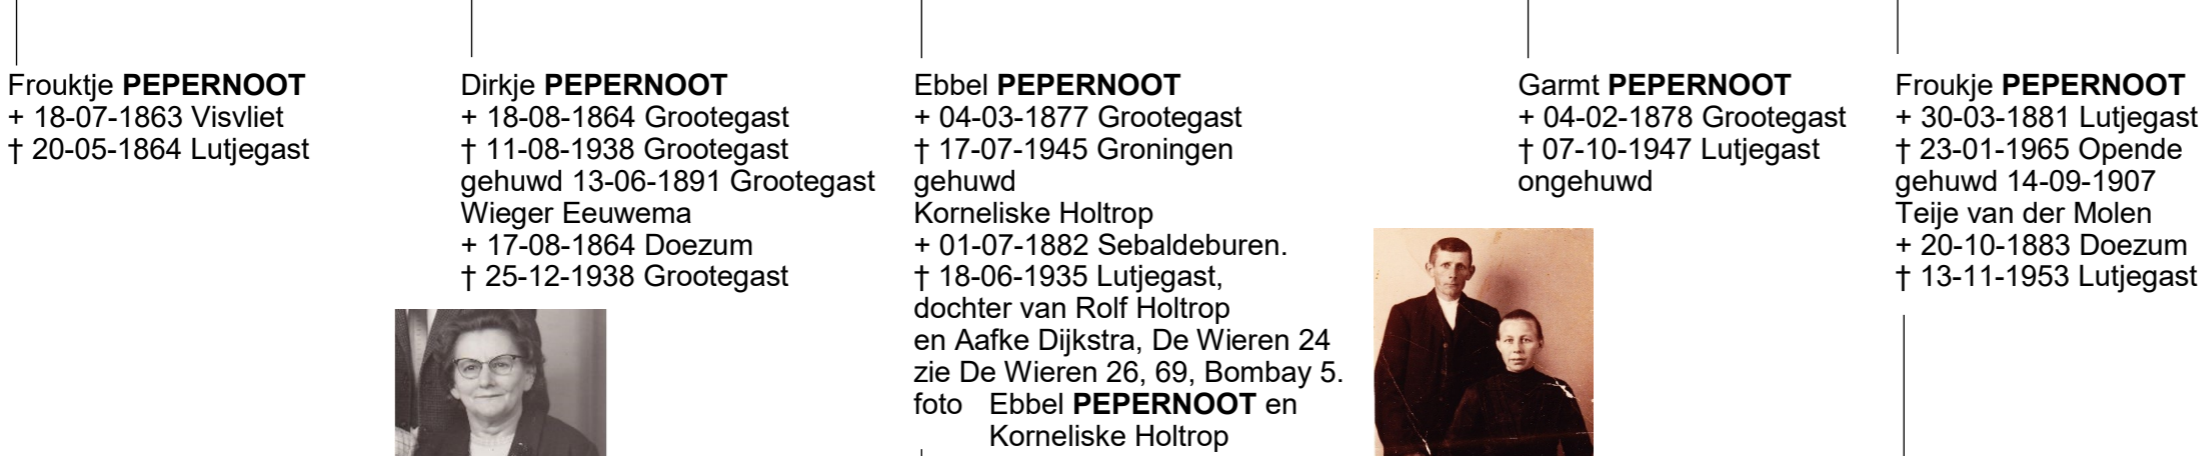 Frouktje PEPERNOOT
+ 18-07-1863 Visvliet
† 20-05-1864 Lutjegast
Dirkje PEPERNOOT
+ 18-08-1864 Grootegast
† 11-08-1938 Grootegast
gehuwd 13-06-1891 Grootegast
Wieger Eeuwema
+ 17-08-1864 Doezum
† 25-12-1938 Grootegast
Ebbel PEPERNOOT
+ 04-03-1877 Grootegast
† 17-07-1945 Groningen
gehuwd
Korneliske Holtrop
+ 01-07-1882 Sebaldeburen.
† 18-06-1935 Lutjegast,
dochter van Rolf Holtrop
en Aafke Dijkstra, De Wieren 24
zie De Wieren 26, 69, Bombay 5.
foto Ebbel PEPERNOOT en
Korneliske Holtrop
Garmt PEPERNOOT
+ 04-02-1878 Grootegast
† 07-10-1947 Lutjegast
ongehuwd
Froukje PEPERNOOT
+ 30-03-1881 Lutjegast
† 23-01-1965 Opende
gehuwd 14-09-1907
Teije van der Molen
+ 20-10-1883 Doezum
† 13-11-1953 Lutjegast